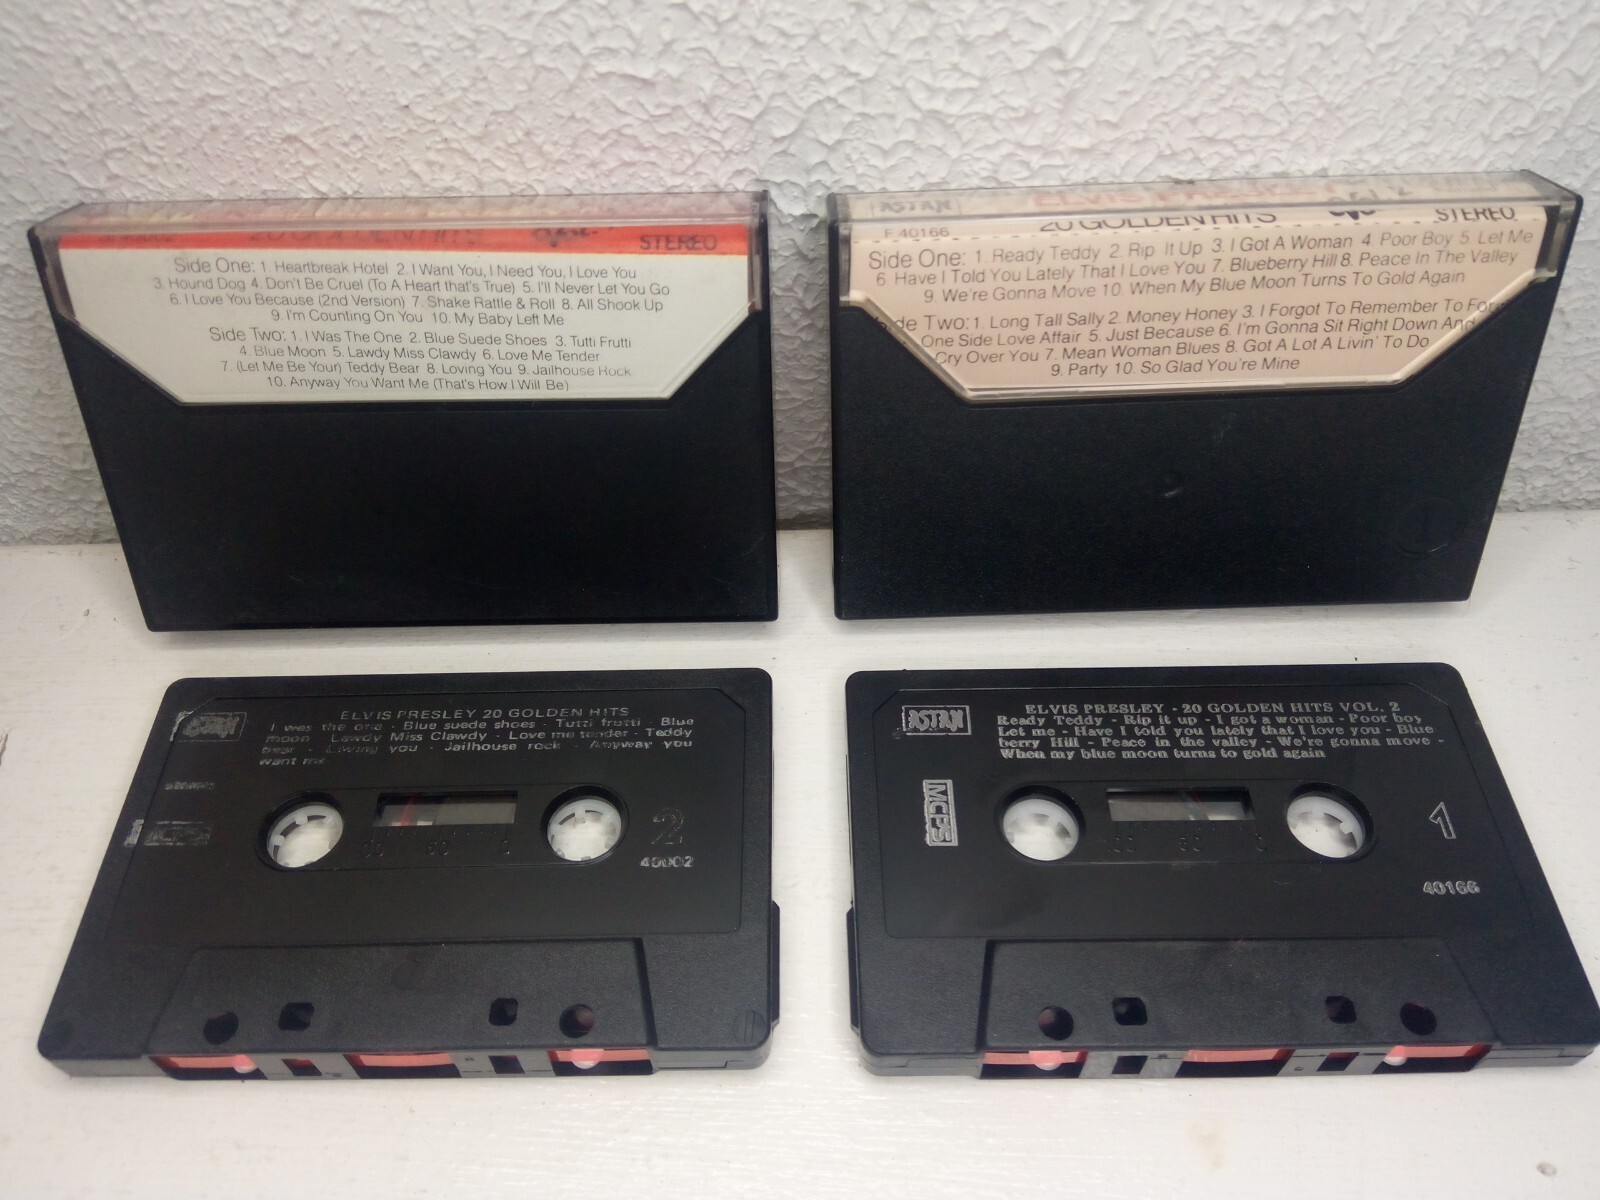 20 GOLDEN HITS
STEREO
Side One: 1. Heartbreak Hotel 2. I Want You, I Need You, I Love You
3. Hound Dog 4. Don't Be Cruel (To A Heart that's True) 5. I'll Never Let You Go
6. I Love You Because (2nd Version) 7. Shake Rattle & Roll 8. All Shook Up
9. I'm Counting On You 10. My Baby Left Me
Side Two: 1. I Was The One 2. Blue Suede Shoes 3. Tutti Frutti
4. Blue Moon 5. Lawdy Miss Clawdy 6. Love Me Tender
7. (Let Me Be Your) Teddy Bear 8. Loving You 9. Jailhouse Rock
10. Anyway You Want Me (That's How I Will Be)
ASTAN
20 GOLDEN HITS
F 40166
STEREO
Side One: 1. Ready Teddy 2. Rip It Up 3. I Got A Woman 4. Poor Boy 5. Let Me
6. Have I Told You Lately That I Love You 7. Blueberry Hill 8. Peace In The Valley
9. We're Gonna Move 10. When My Blue Moon Turns To Gold Again
Two: 1. Long Tall Sally 2. Money Honey 3. I Forgot To Remember To
One Side Love Affair 5. Just Because 6. I'm Gonna Sit Right Down And
Cry Over You 7. Mean Woman Blues 8. Got A Lot A Livin' To Do
9. Party 10. So Glad You're Mine
ASTAN
ELVIS PRESLEY 20 GOLDEN HITS
I was the one - Blue suede shoes - Tutti frutti - Blue
moon - Lawdy Miss Clawdy - Love me tender - Teddy
bear - Loving you - Jailhouse rock - Anyway you
want me
MCPS
2
40002
ASTAN
ELVIS PRESLEY - 20 GOLDEN HITS VOL. 2
Ready Teddy - Rip it up - I got a woman - Poor boy
Let me - Have I told you lately that I love you - Blue
berry Hill - Peace in the valley - We're gonna move -
When my blue moon turns to gold again
MCPS
1
40166
100 50 0